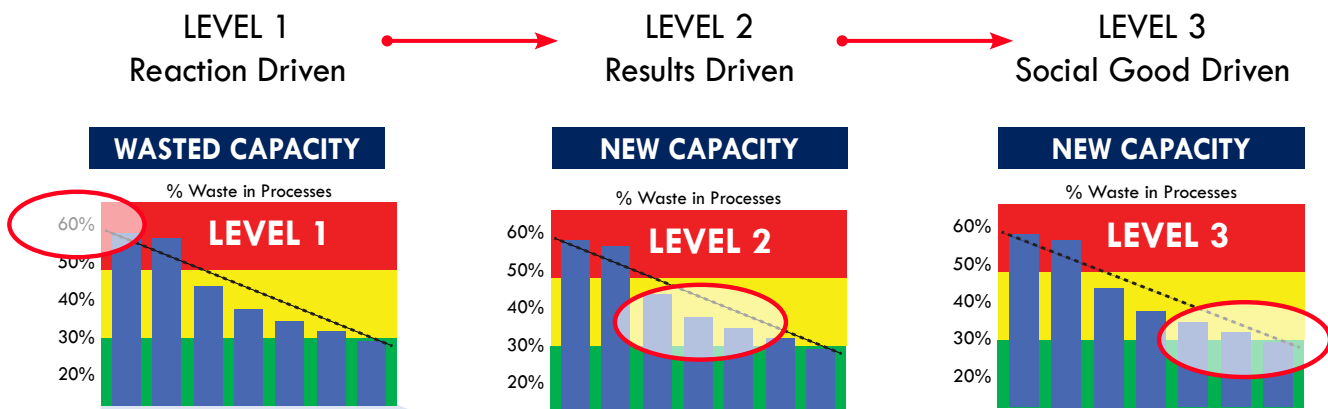 LEVEL 1
Reaction Driven
LEVEL 2
Results Driven
LEVEL 3
Social Good Driven
WASTED CAPACITY
% Waste in Processes
LEVEL 1
60%
50%
40%
30%
20%
NEW CAPACITY
% Waste in Processes
LEVEL 2
60%
50%
40%
30%
20%
NEW CAPACITY
% Waste in Processes
LEVEL 3
60%
50%
40%
30%
20%